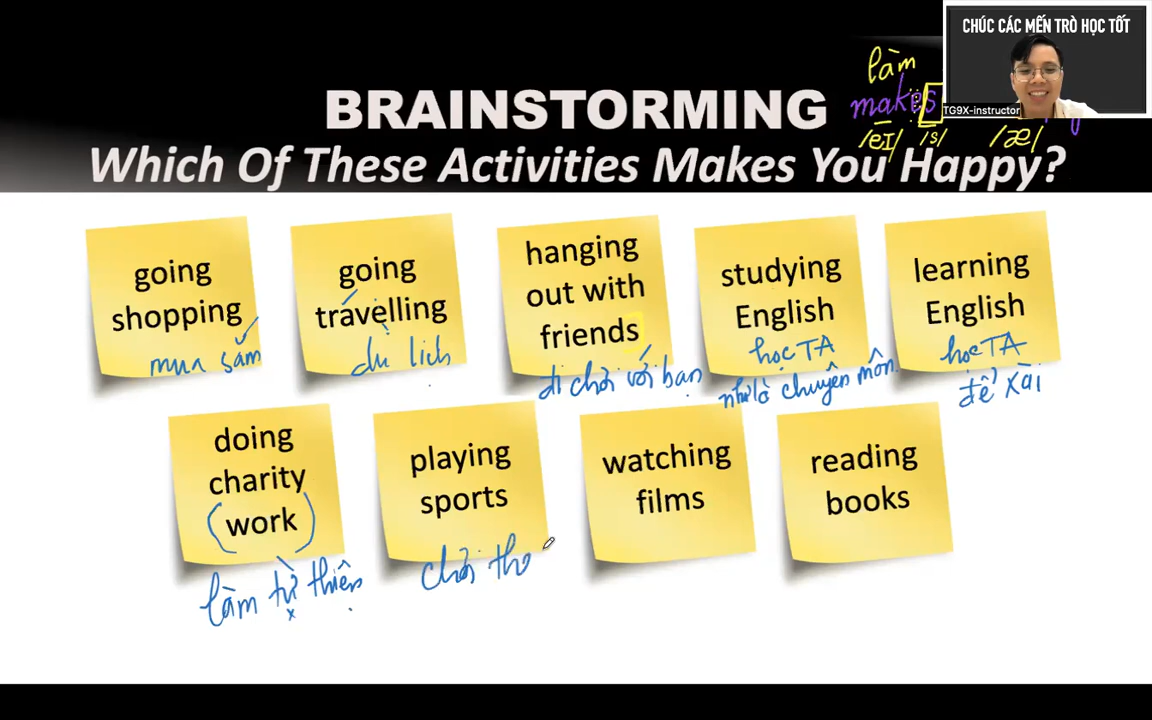 CHÚC CÁC MẾN TRÒ HỌC TỐT
TG9X-instructor
làm
makes
/eɪ/ /s/ /æ/
BRAINSTORMING
Which Of These Activities Makes You Happy?
going
shopping
mua sắm
going
travelling
du lịch
hanging
out with
friends
đi chơi với bạn
studying
English
học TA
như là chuyên môn
learning
English
học TA
để xài
doing
charity
(work)
làm từ thiện
playing
sports
chơi thơ
watching
films
reading
books